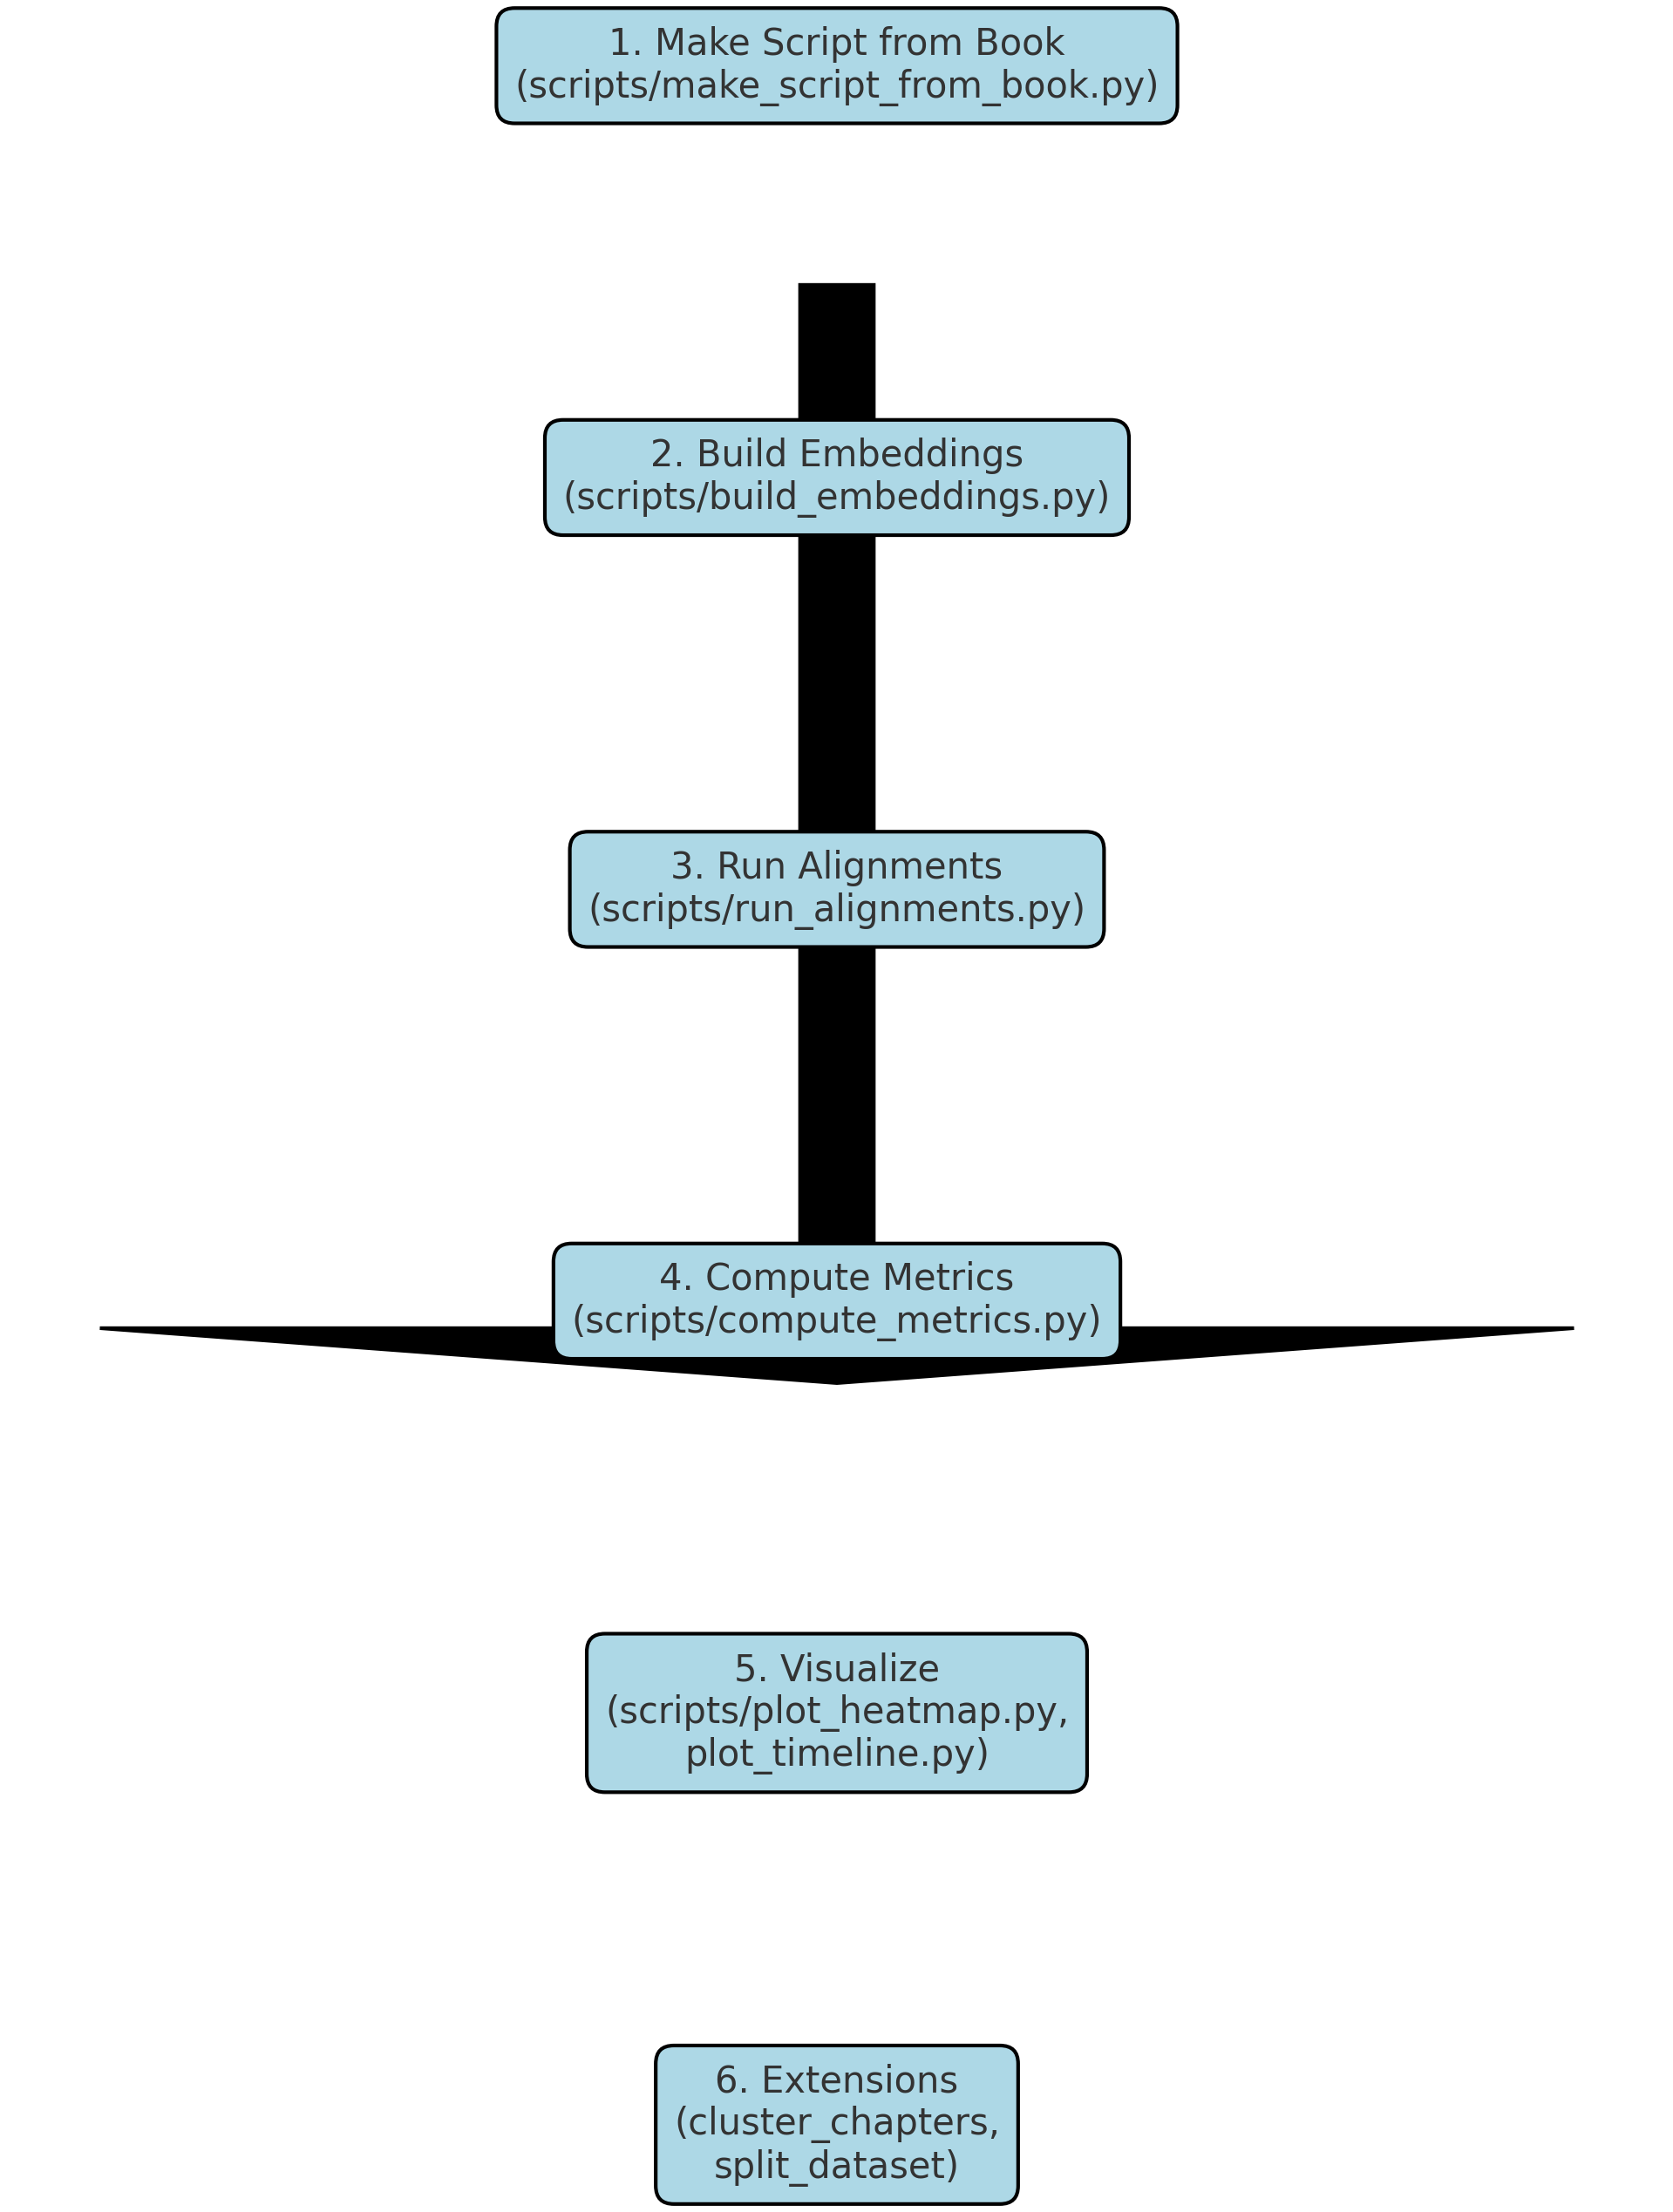 1. Make Script from Book
(scripts/make_script_from_book.py)
2. Build Embeddings
(scripts/build_embeddings.py)
3. Run Alignments
(scripts/run_alignments.py)
4. Compute Metrics
(scripts/compute_metrics.py)
5. Visualize
(scripts/plot_heatmap.py,
plot_timeline.py)
6. Extensions
(cluster_chapters,
split_dataset)